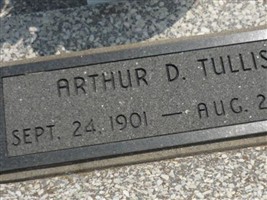 ARTHUR D. TULLIS
SEPT. 24, 1901 — AUG. 2